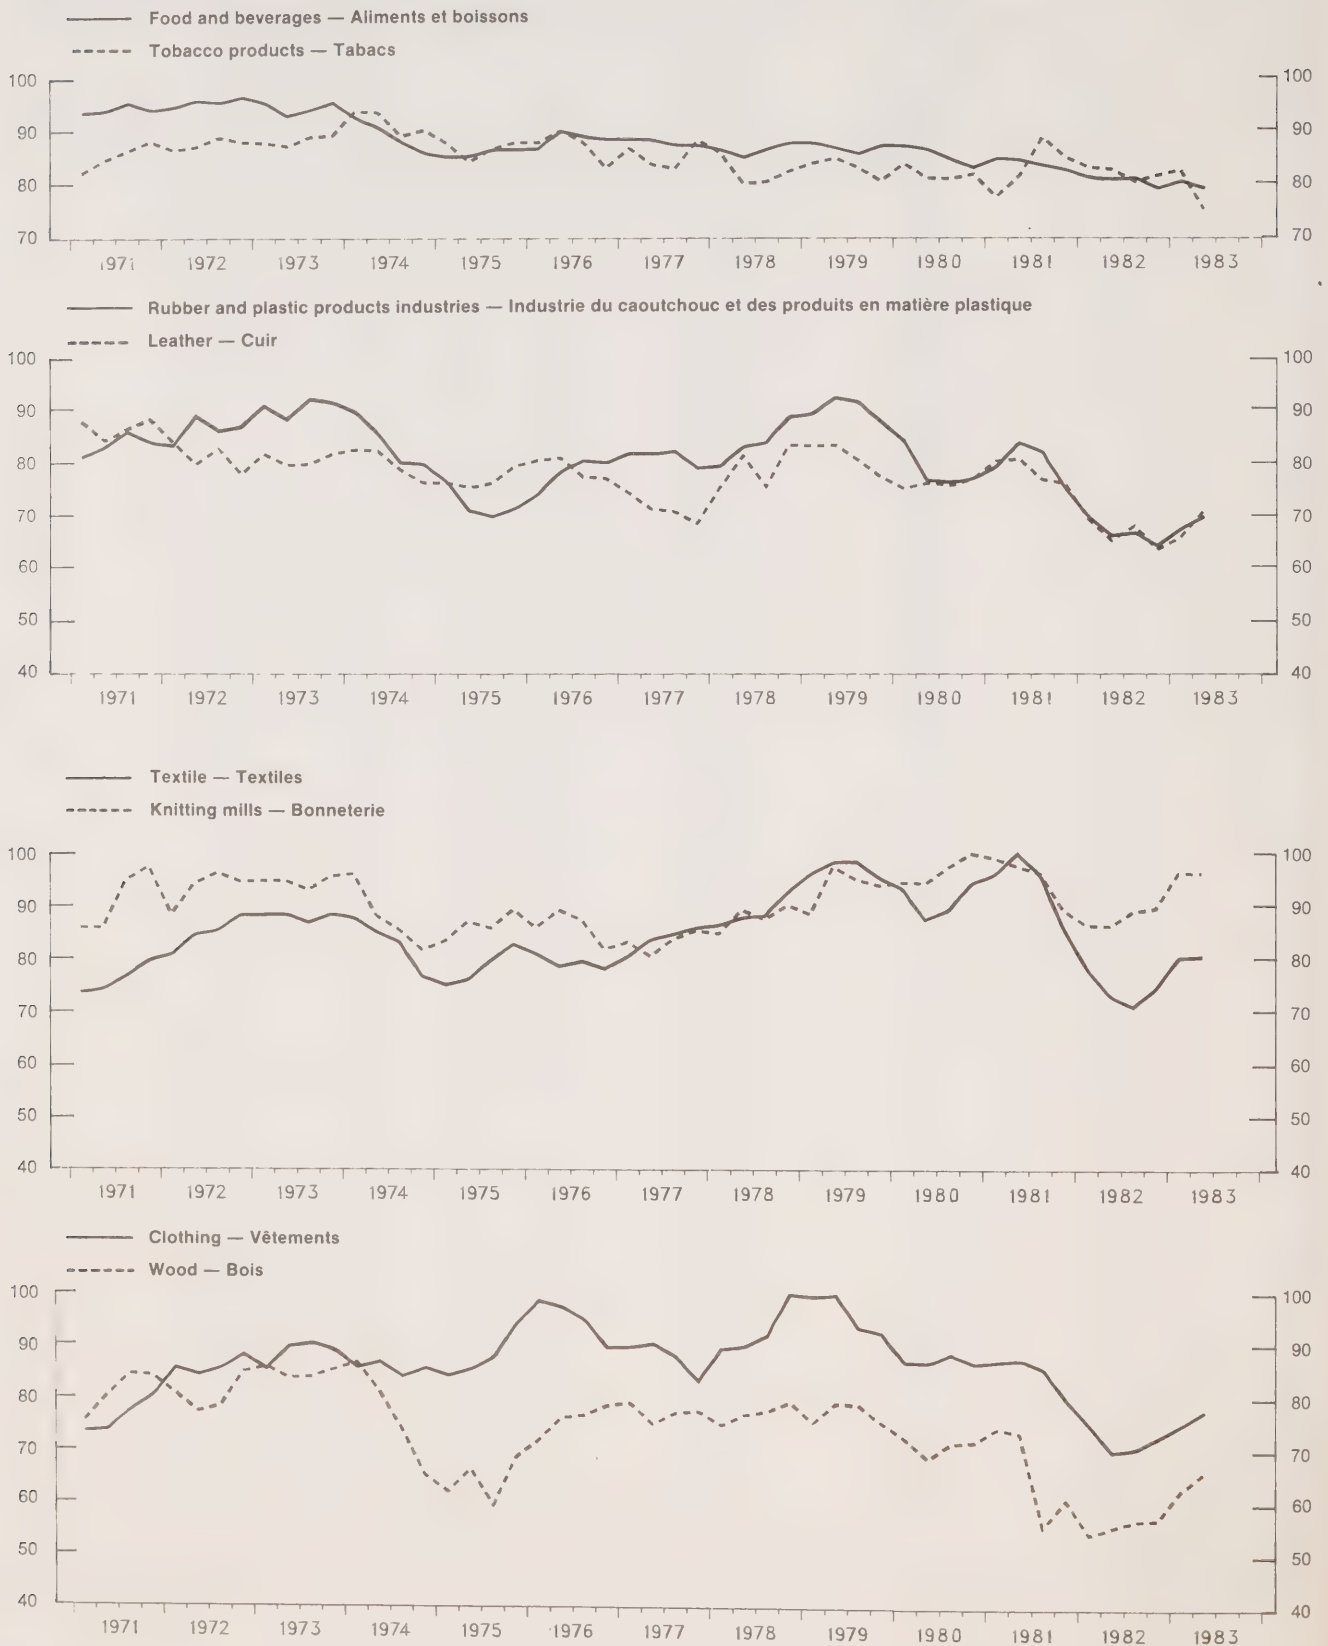 Food and beverages — Aliments et boissons
Tobacco products — Tabacs
100 100
90 90
80 80
70 70
1971 1972 1973 1974 1975 1976 1977 1978 1979 1980 1981 1982 1983
Rubber and plastic products industries — Industrie du caoutchouc et des produits en matière plastique
Leather — Cuir
100 100
90 90
80 80
70 70
60 60
50 50
40 40
1971 1972 1973 1974 1975 1976 1977 1978 1979 1980 1981 1982 1983
Textile — Textiles
Knitting mills — Bonneterie
100 100
90 90
80 80
70 70
60 60
50 50
40 40
1971 1972 1973 1974 1975 1976 1977 1978 1979 1980 1981 1982 1983
Clothing — Vêtements
Wood — Bois
100 100
90 90
80 80
70 70
60 60
50 50
40 40
1971 1972 1973 1974 1975 1976 1977 1978 1979 1980 1981 1982 1983